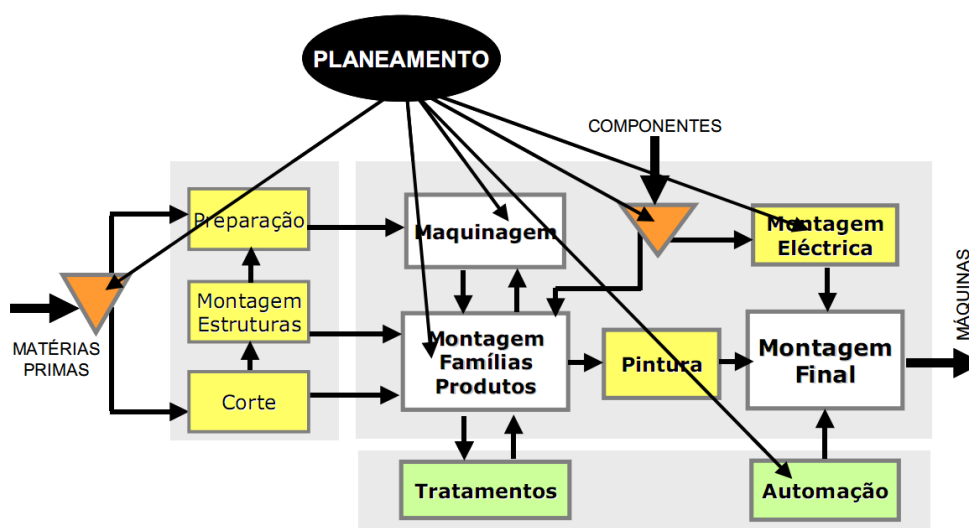 PLANEAMENTO
COMPONENTES
Preparação
Maquinagem
Montagem
Eléctrica
MÁQUINAS
Montagem
Estruturas
MATÉRIAS
PRIMAS
Montagem
Famílias
Produtos
Pintura
Montagem
Final
Corte
Tratamentos
Automação